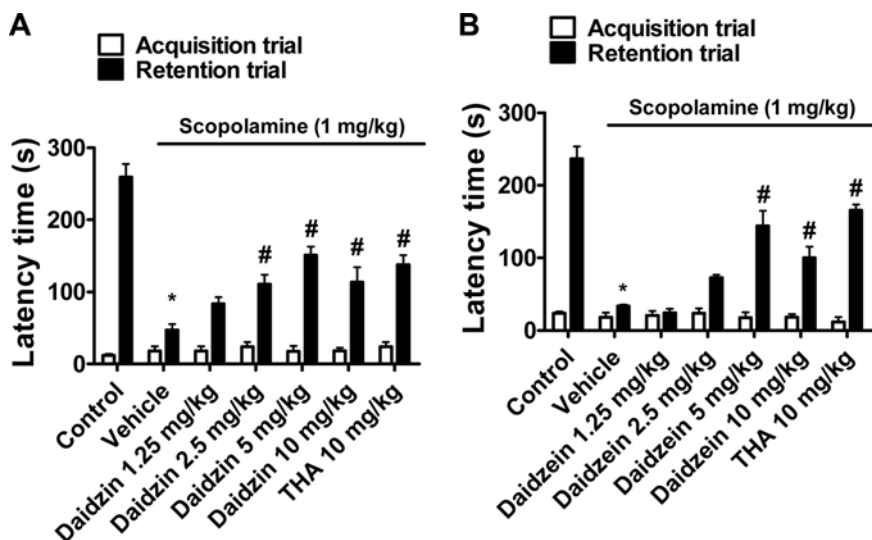 A
Acquisition trial
Retention trial
Scopolamine (1 mg/kg)
Latency time (s)
300
200
100
0
*
#
#
#
#
Control
Vehicle
Daidzin 1.25 mg/kg
Daidzin 2.5 mg/kg
Daidzin 5 mg/kg
Daidzin 10 mg/kg
THA 10 mg/kg
B
Acquisition trial
Retention trial
Scopolamine (1 mg/kg)
Latency time (s)
300
200
100
0
*
#
#
#
Control
Vehicle
Daidzein 1.25 mg/kg
Daidzein 2.5 mg/kg
Daidzein 5 mg/kg
Daidzein 10 mg/kg
THA 10 mg/kg